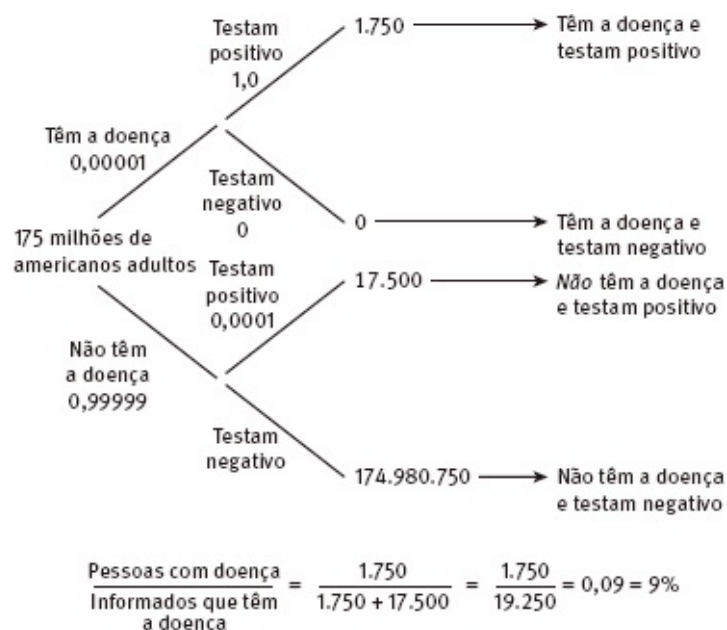 Testam
positivo
1,0
1.750
Têm a doença e
testam positivo
Têm a doença
0,00001
Testam
negativo
0
0
Têm a doença e
testam negativo
175 milhões de
americanos adultos
Testam
positivo
0,0001
17.500
Não têm a doença
e testam positivo
Não têm
a doença
0,99999
Testam
negativo
174.980.750
Não têm a doença
e testam negativo
Pessoas com doença
Informados que têm
a doença
=
1.750
1.750 + 17.500
=
1.750
19.250
= 0,09 = 9%